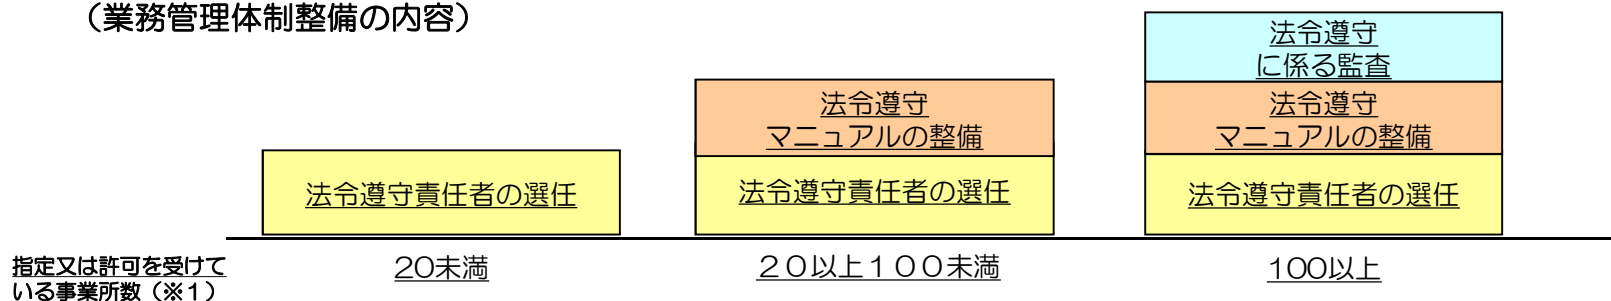 （業務管理体制整備の内容）
法令遵守
に係る監査
法令遵守
マニュアルの整備
法令遵守
マニュアルの整備
法令遵守責任者の選任
法令遵守責任者の選任
法令遵守責任者の選任
指定又は許可を受けて
いる事業所数（※１）
20未満
２０以上１００未満
100以上